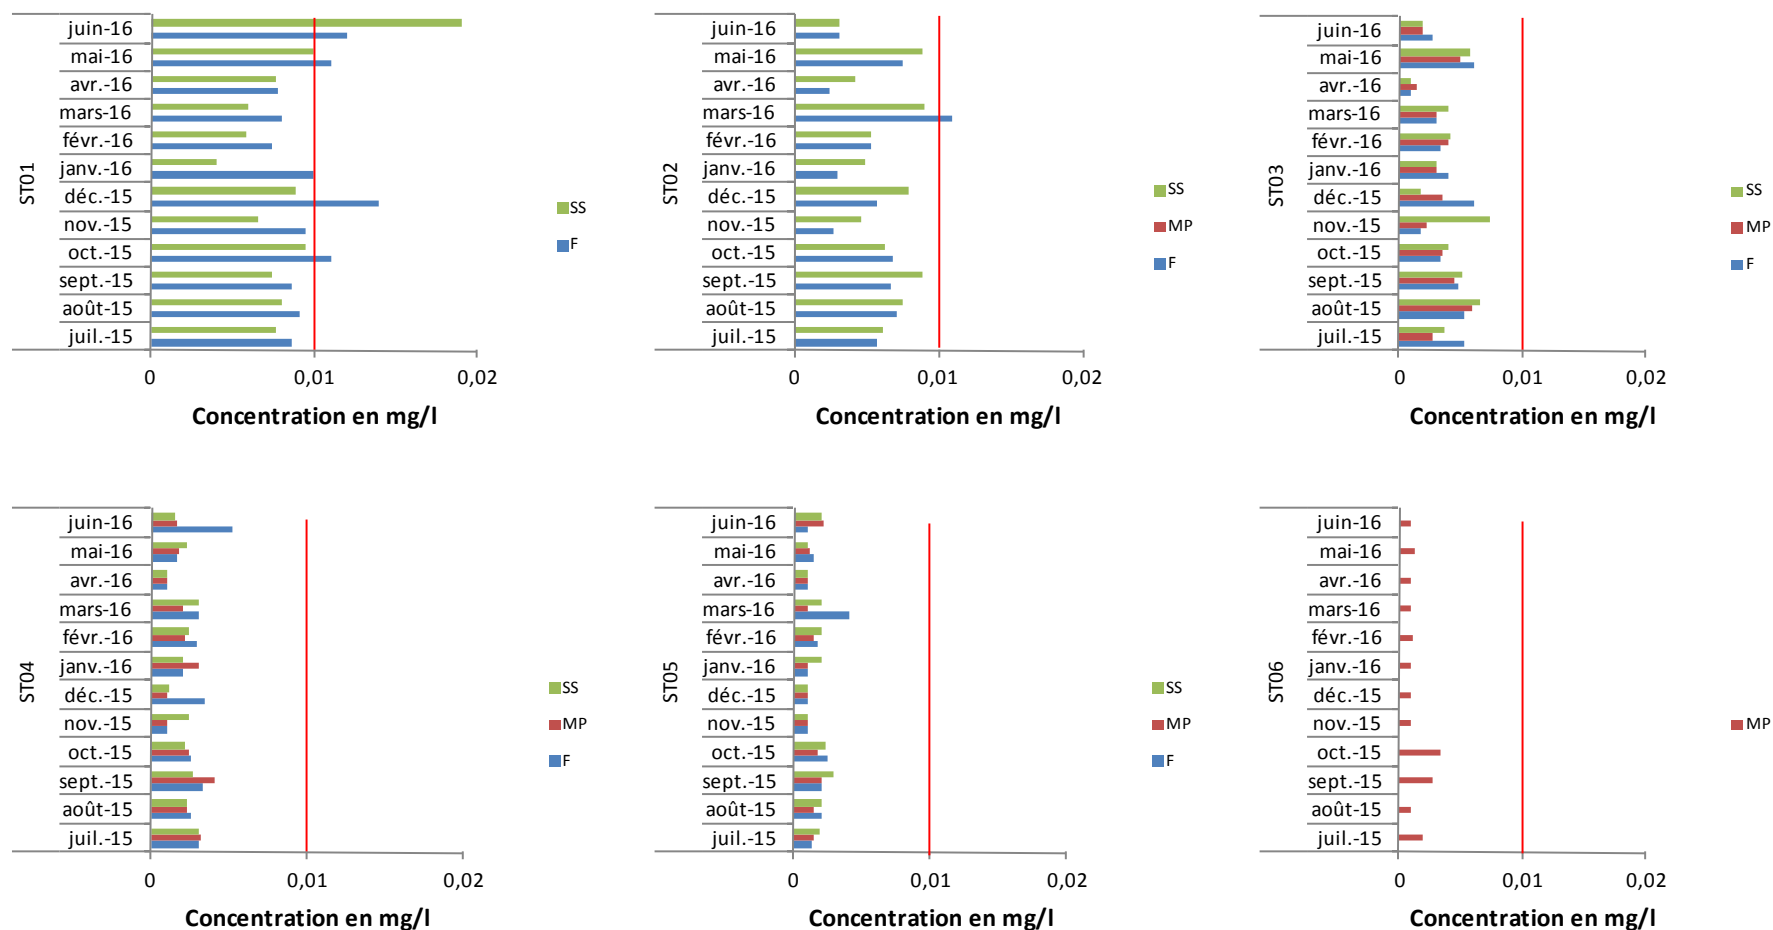 ST01
juin-16
mai-16
avr.-16
mars-16
févr.-16
janv.-16
déc.-15
nov.-15
oct.-15
sept.-15
août-15
juil.-15
0 0,01 0,02
Concentration en mg/l
SS
F
ST02
juin-16
mai-16
avr.-16
mars-16
févr.-16
janv.-16
déc.-15
nov.-15
oct.-15
sept.-15
août-15
juil.-15
0 0,01 0,02
Concentration en mg/l
SS
MP
F
ST03
juin-16
mai-16
avr.-16
mars-16
févr.-16
janv.-16
déc.-15
nov.-15
oct.-15
sept.-15
août-15
juil.-15
0 0,01 0,02
Concentration en mg/l
SS
MP
F
ST04
juin-16
mai-16
avr.-16
mars-16
févr.-16
janv.-16
déc.-15
nov.-15
oct.-15
sept.-15
août-15
juil.-15
0 0,01 0,02
Concentration en mg/l
SS
MP
F
ST05
juin-16
mai-16
avr.-16
mars-16
févr.-16
janv.-16
déc.-15
nov.-15
oct.-15
sept.-15
août-15
juil.-15
0 0,01 0,02
Concentration en mg/l
SS
MP
F
ST06
juin-16
mai-16
avr.-16
mars-16
févr.-16
janv.-16
déc.-15
nov.-15
oct.-15
sept.-15
août-15
juil.-15
0 0,01 0,02
Concentration en mg/l
MP